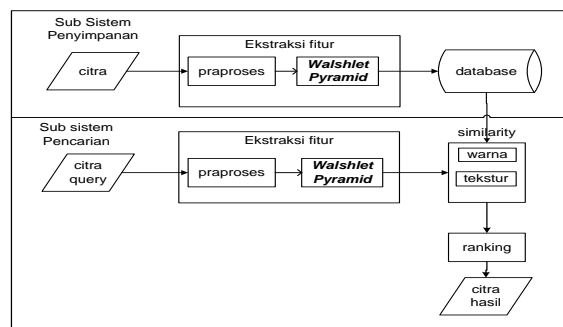 Sub Sistem
Penyimpanan
Ekstraksi fitur
citra
praproses
Walshlet
Pyramid
database
Sub sistem
Pencarian
Ekstraksi fitur
similarity
citra
query
praproses
Walshlet
Pyramid
warna
tekstur
ranking
citra
hasil